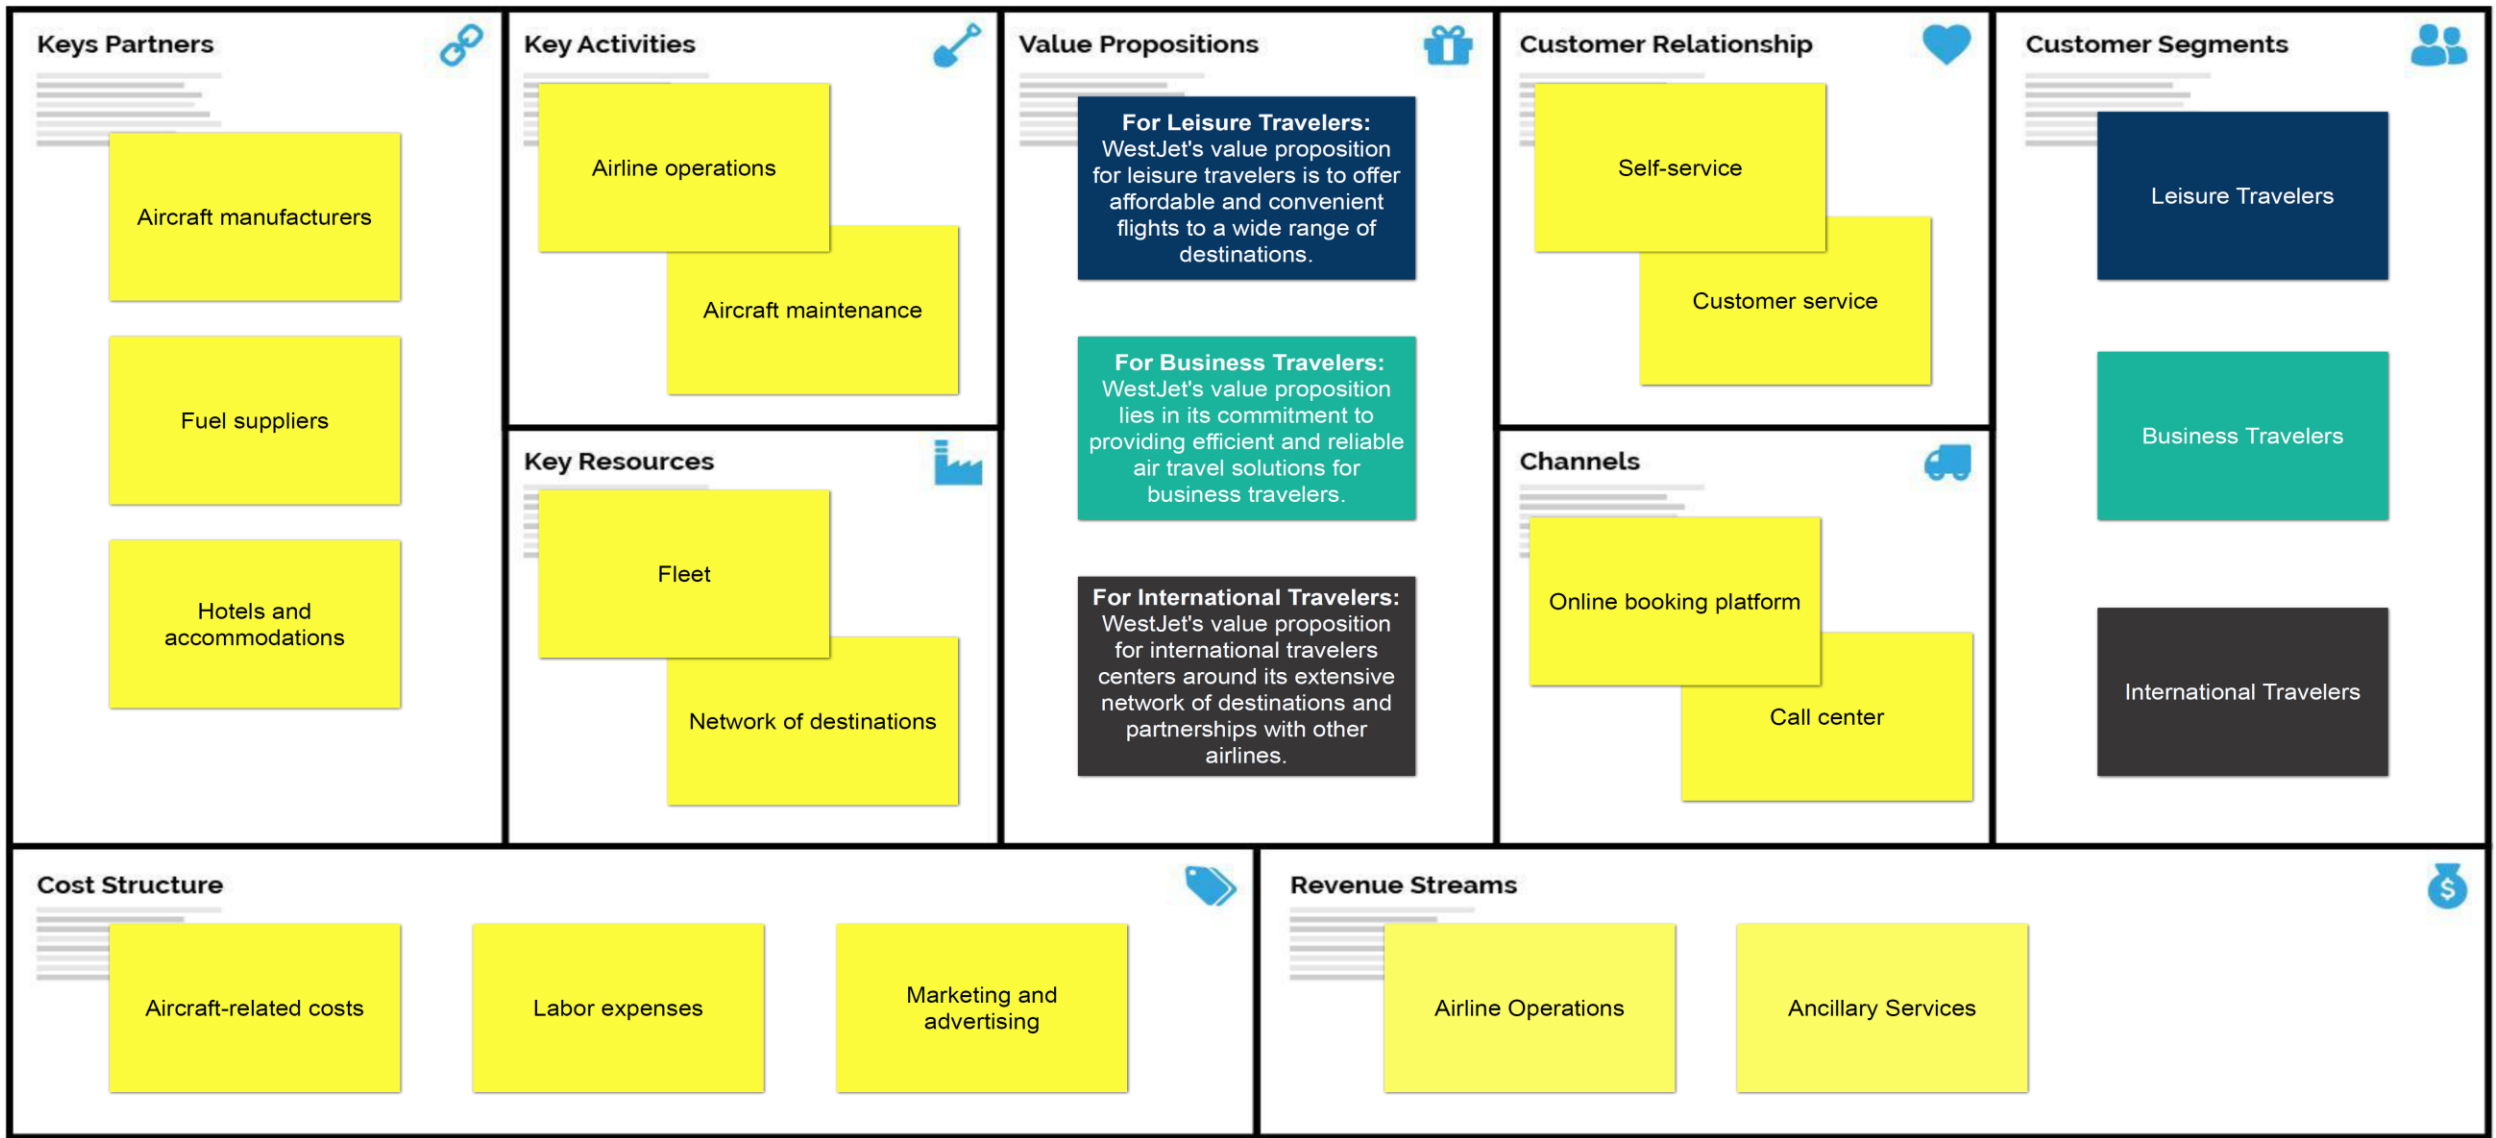 Keys Partners
Aircraft manufacturers
Fuel suppliers
Hotels and
accommodations
Key Activities
Airline operations
Aircraft maintenance
Key Resources
Fleet
Network of destinations
Value Propositions
For Leisure Travelers:
WestJet's value proposition
for leisure travelers is to offer
affordable and convenient
flights to a wide range of
destinations.
For Business Travelers:
WestJet's value proposition
lies in its commitment to
providing efficient and reliable
air travel solutions for
business travelers.
For International Travelers:
WestJet's value proposition
for international travelers
centers around its extensive
network of destinations and
partnerships with other
airlines.
Customer Relationship
Self-service
Customer service
Channels
Online booking platform
Call center
Customer Segments
Leisure Travelers
Business Travelers
International Travelers
Cost Structure
Aircraft-related costs
Labor expenses
Marketing and
advertising
Revenue Streams
$
Airline Operations
Ancillary Services